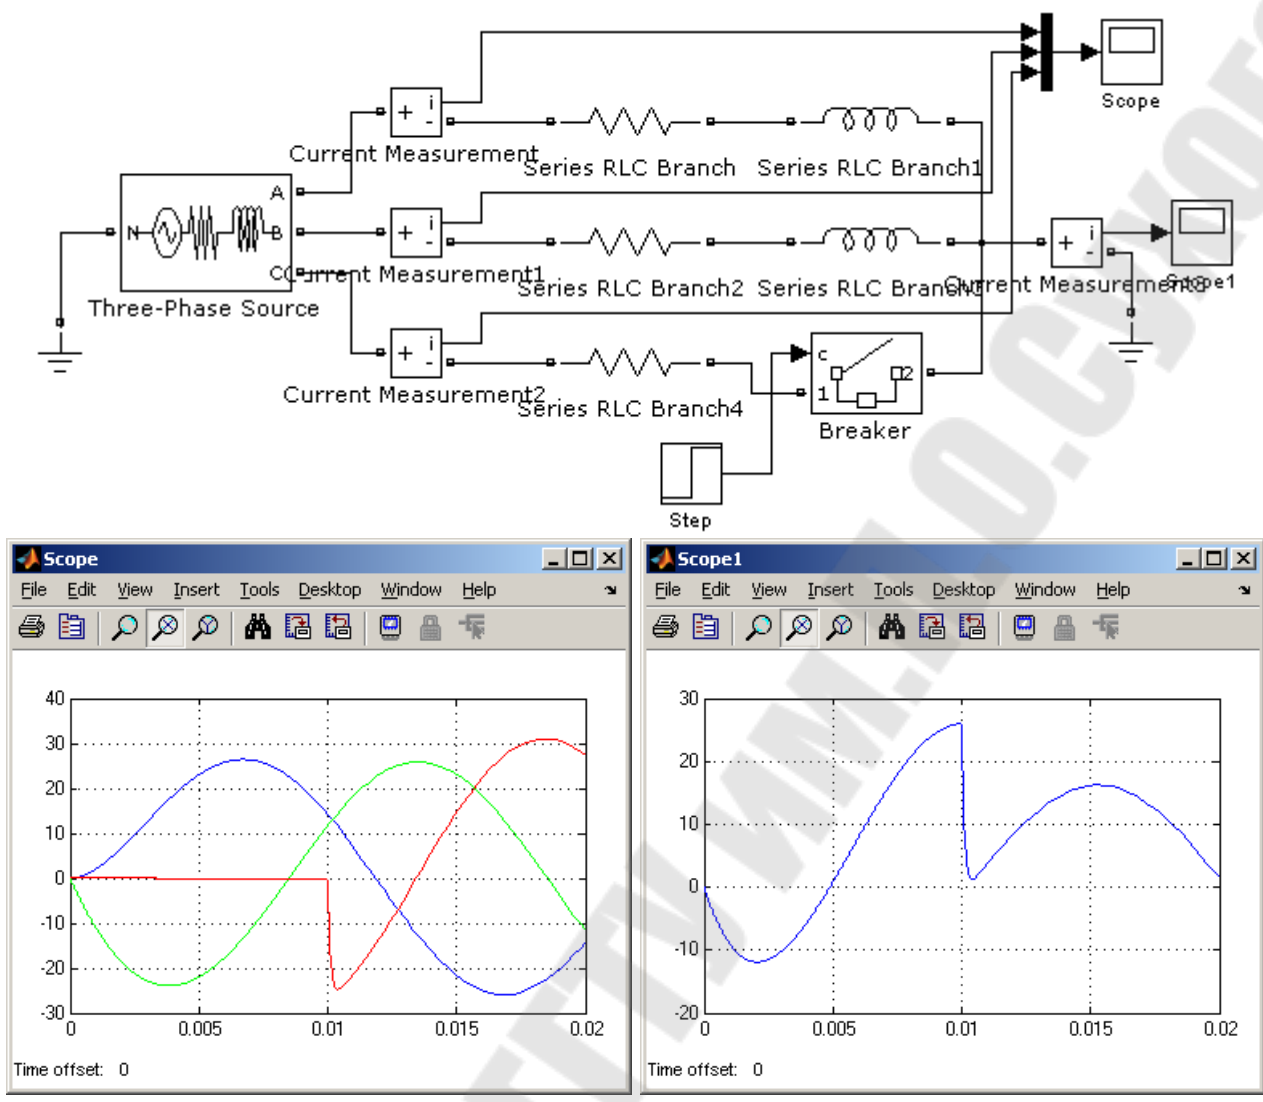 Scope
Current Measurement
Series RLC Branch
Series RLC Branch1
A
N
B
C
i
+
-
Three-Phase Source
Current Measurement1
Series RLC Branch2
Series RLC Branch3
i
+
-
Current Measurement3
Scope1
i
+
-
Current Measurement2
Series RLC Branch4
i
+
-
c
1
2
Breaker
Step
Scope
File Edit View Insert Tools Desktop Window Help
40
30
20
10
0
-10
-20
-30
0 0.005 0.01 0.015 0.02
Time offset: 0
Scope1
File Edit View Insert Tools Desktop Window Help
30
20
10
0
-10
-20
0 0.005 0.01 0.015 0.02
Time offset: 0
ГГТУ им.П.О.Сухого